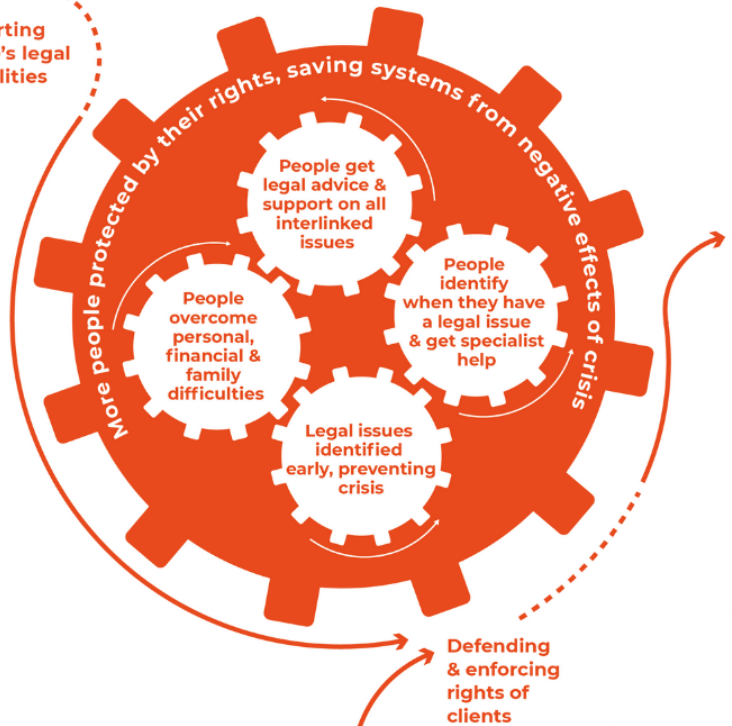 ’s legal
More people protected by their rights, saving systems from negative effects of crisis
People get
legal advice &
support on all
interlinked
issues
People
identify
when they have
a legal issue
& get specialist
help
People
overcome
personal,
financial &
family
difficulties
Legal issues
identified
early, preventing
crisis
Defending
& enforcing
rights of
clients